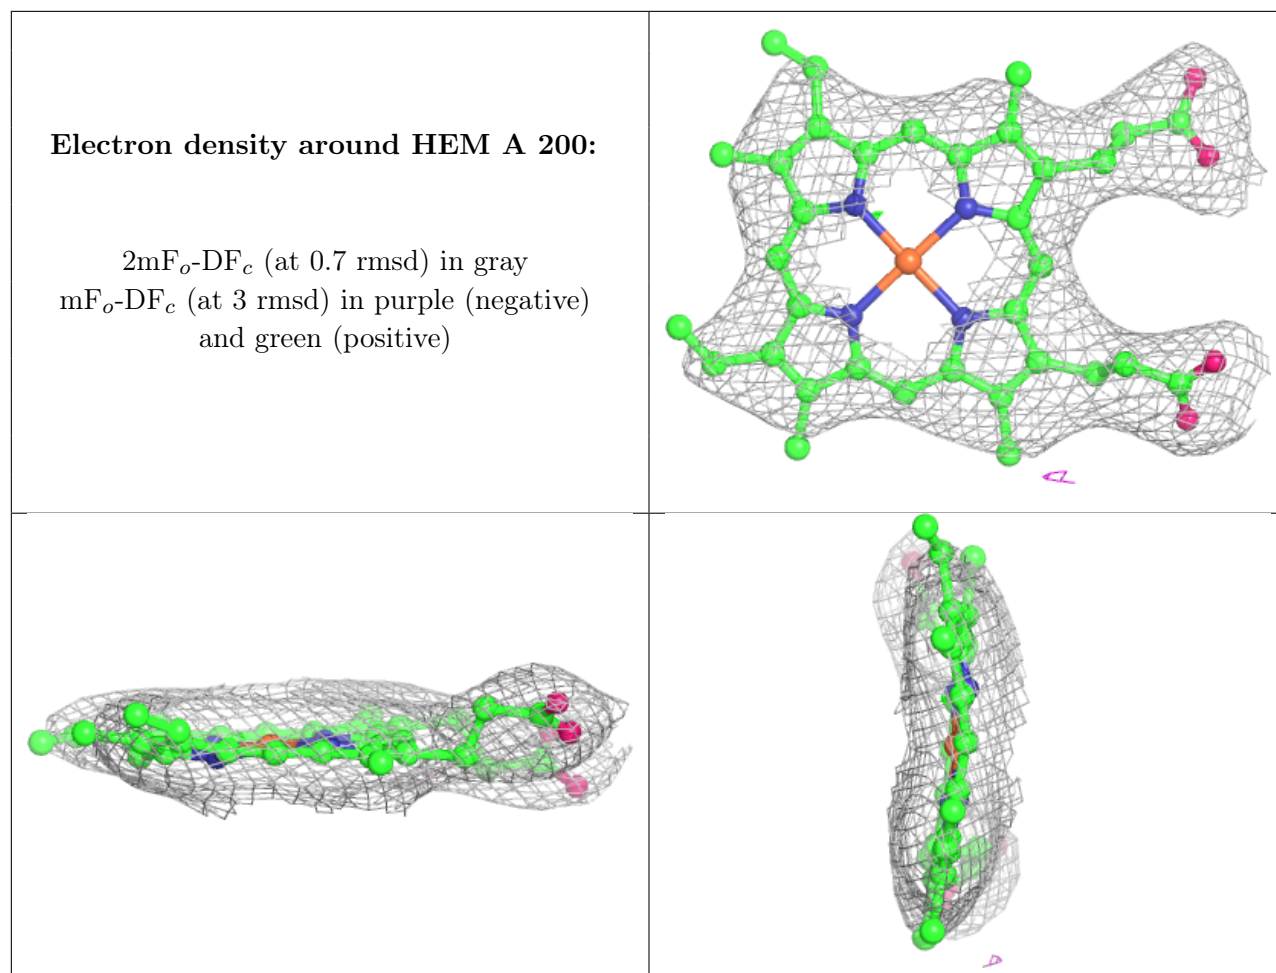 Electron density around HEM A 200:
2mFo-DFc (at 0.7 rmsd) in gray
mFo-DFc (at 3 rmsd) in purple (negative)
and green (positive)